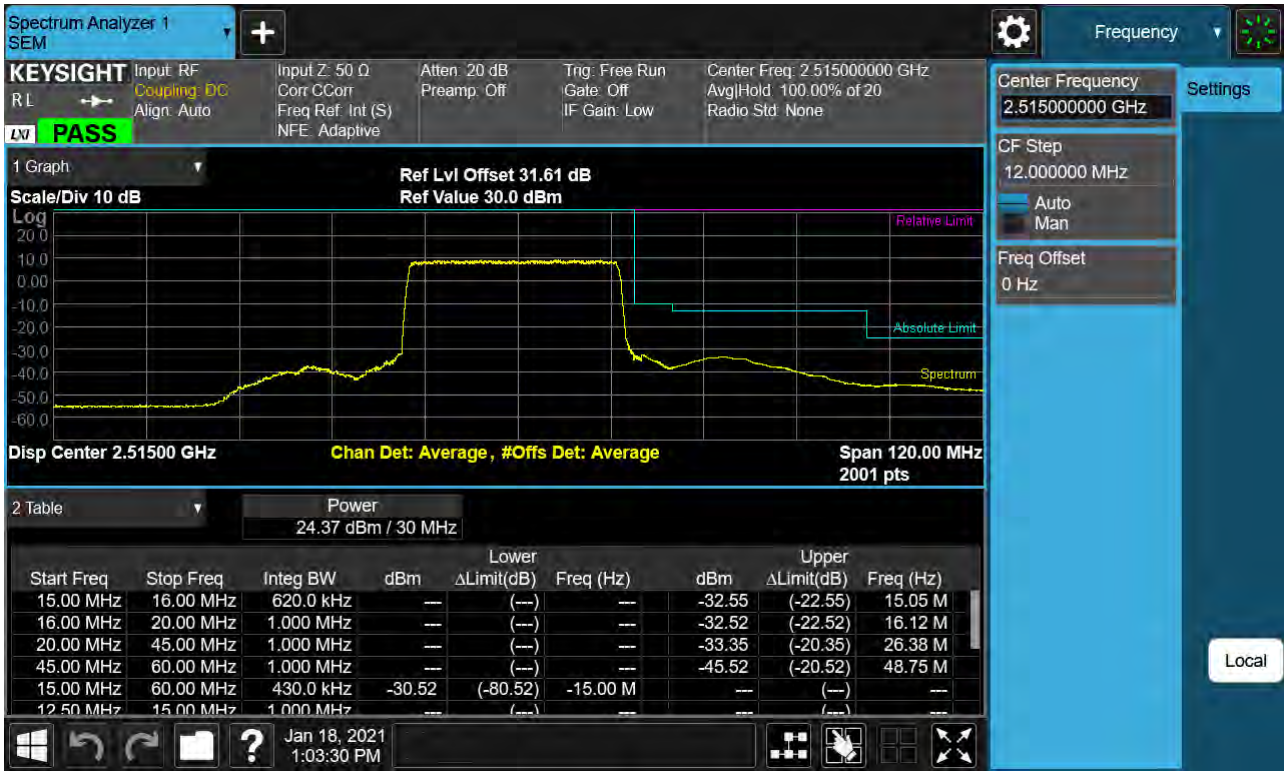 Spectrum Analyzer 1
SEM
Frequency
KEYSIGHT
RL
LXI
PASS
Input: RF
Coupling: DC
Align: Auto
Input Z: 50 Ω
Corr CCorr
Freq Ref: Int (S)
NFE: Adaptive
Atten: 20 dB
Preamp: Off
Trig: Free Run
Gate: Off
IF Gain: Low
Center Freq: 2.515000000 GHz
Avg|Hold: 100.00% of 20
Radio Std: None
Center Frequency
2.515000000 GHz
Settings
CF Step
12.000000 MHz
Auto
Man
Freq Offset
0 Hz
Local
1 Graph
Scale/Div 10 dB
Ref Lvl Offset 31.61 dB
Ref Value 30.0 dBm
Log
20.0
10.0
0.00
-10.0
-20.0
-30.0
-40.0
-50.0
-60.0
Relative Limit
Absolute Limit
Spectrum
Disp Center 2.51500 GHz
Chan Det: Average, #Offs Det: Average
Span 120.00 MHz
2001 pts
2 Table
Power
24.37 dBm / 30 MHz
Lower Upper
Start Freq Stop Freq Integ BW dBm ΔLimit(dB) Freq (Hz) dBm ΔLimit(dB) Freq (Hz)
15.00 MHz 16.00 MHz 620.0 kHz --- (---) --- -32.55 (-22.55) 15.05 M
16.00 MHz 20.00 MHz 1.000 MHz --- (---) --- -32.52 (-22.52) 16.12 M
20.00 MHz 45.00 MHz 1.000 MHz --- (---) --- -33.35 (-20.35) 26.38 M
45.00 MHz 60.00 MHz 1.000 MHz --- (---) --- -45.52 (-20.52) 48.75 M
15.00 MHz 60.00 MHz 430.0 kHz -30.52 (-80.52) -15.00 M --- (---) ---
12.50 MHz 15.00 MHz 1.000 MHz --- (---) --- --- (---) ---
Jan 18, 2021
1:03:30 PM